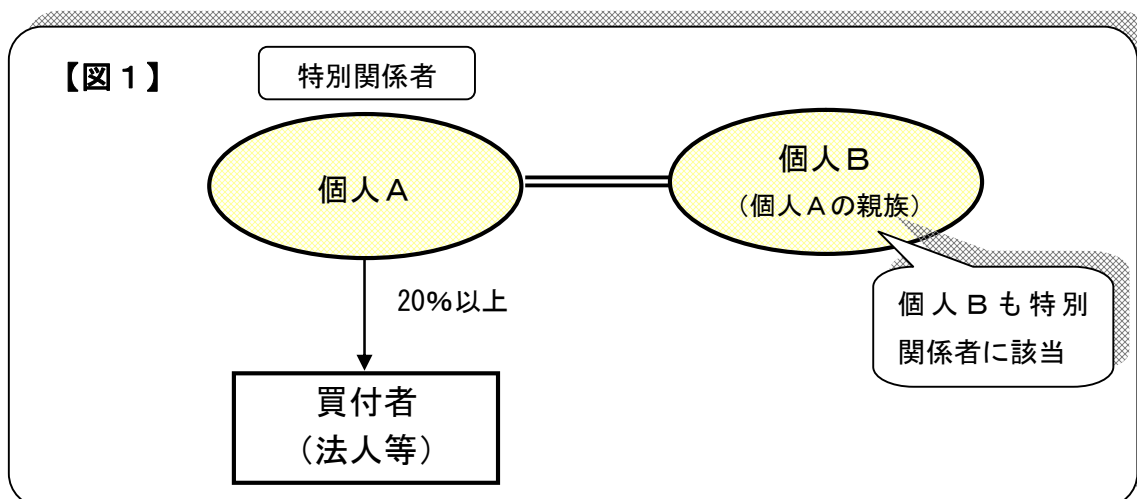 【図1】
特別関係者
個人A
個人B
(個人Aの親族)
20%以上
個人Bも特別
関係者に該当
買付者
(法人等)